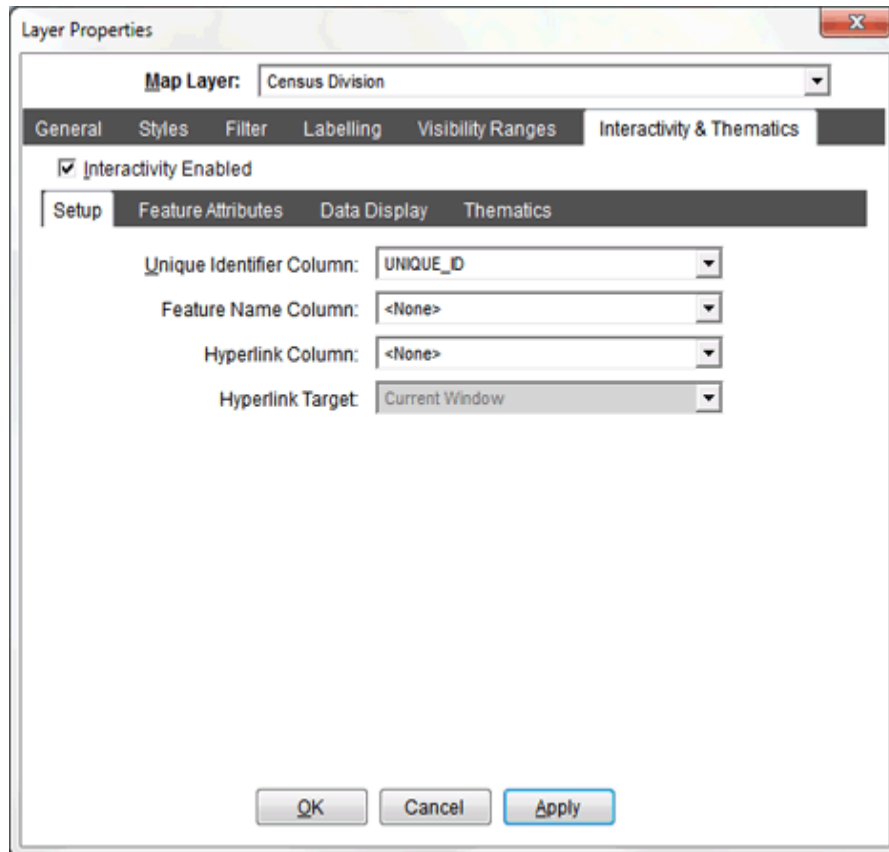 Layer Properties
Map Layer: Census Division
General Styles Filter Labelling Visibility Ranges Interactivity & Thematics
Interactivity Enabled
Setup Feature Attributes Data Display Thematics
Unique Identifier Column: UNIQUE_ID
Feature Name Column: <None>
Hyperlink Column: <None>
Hyperlink Target: Current Window
OK Cancel Apply